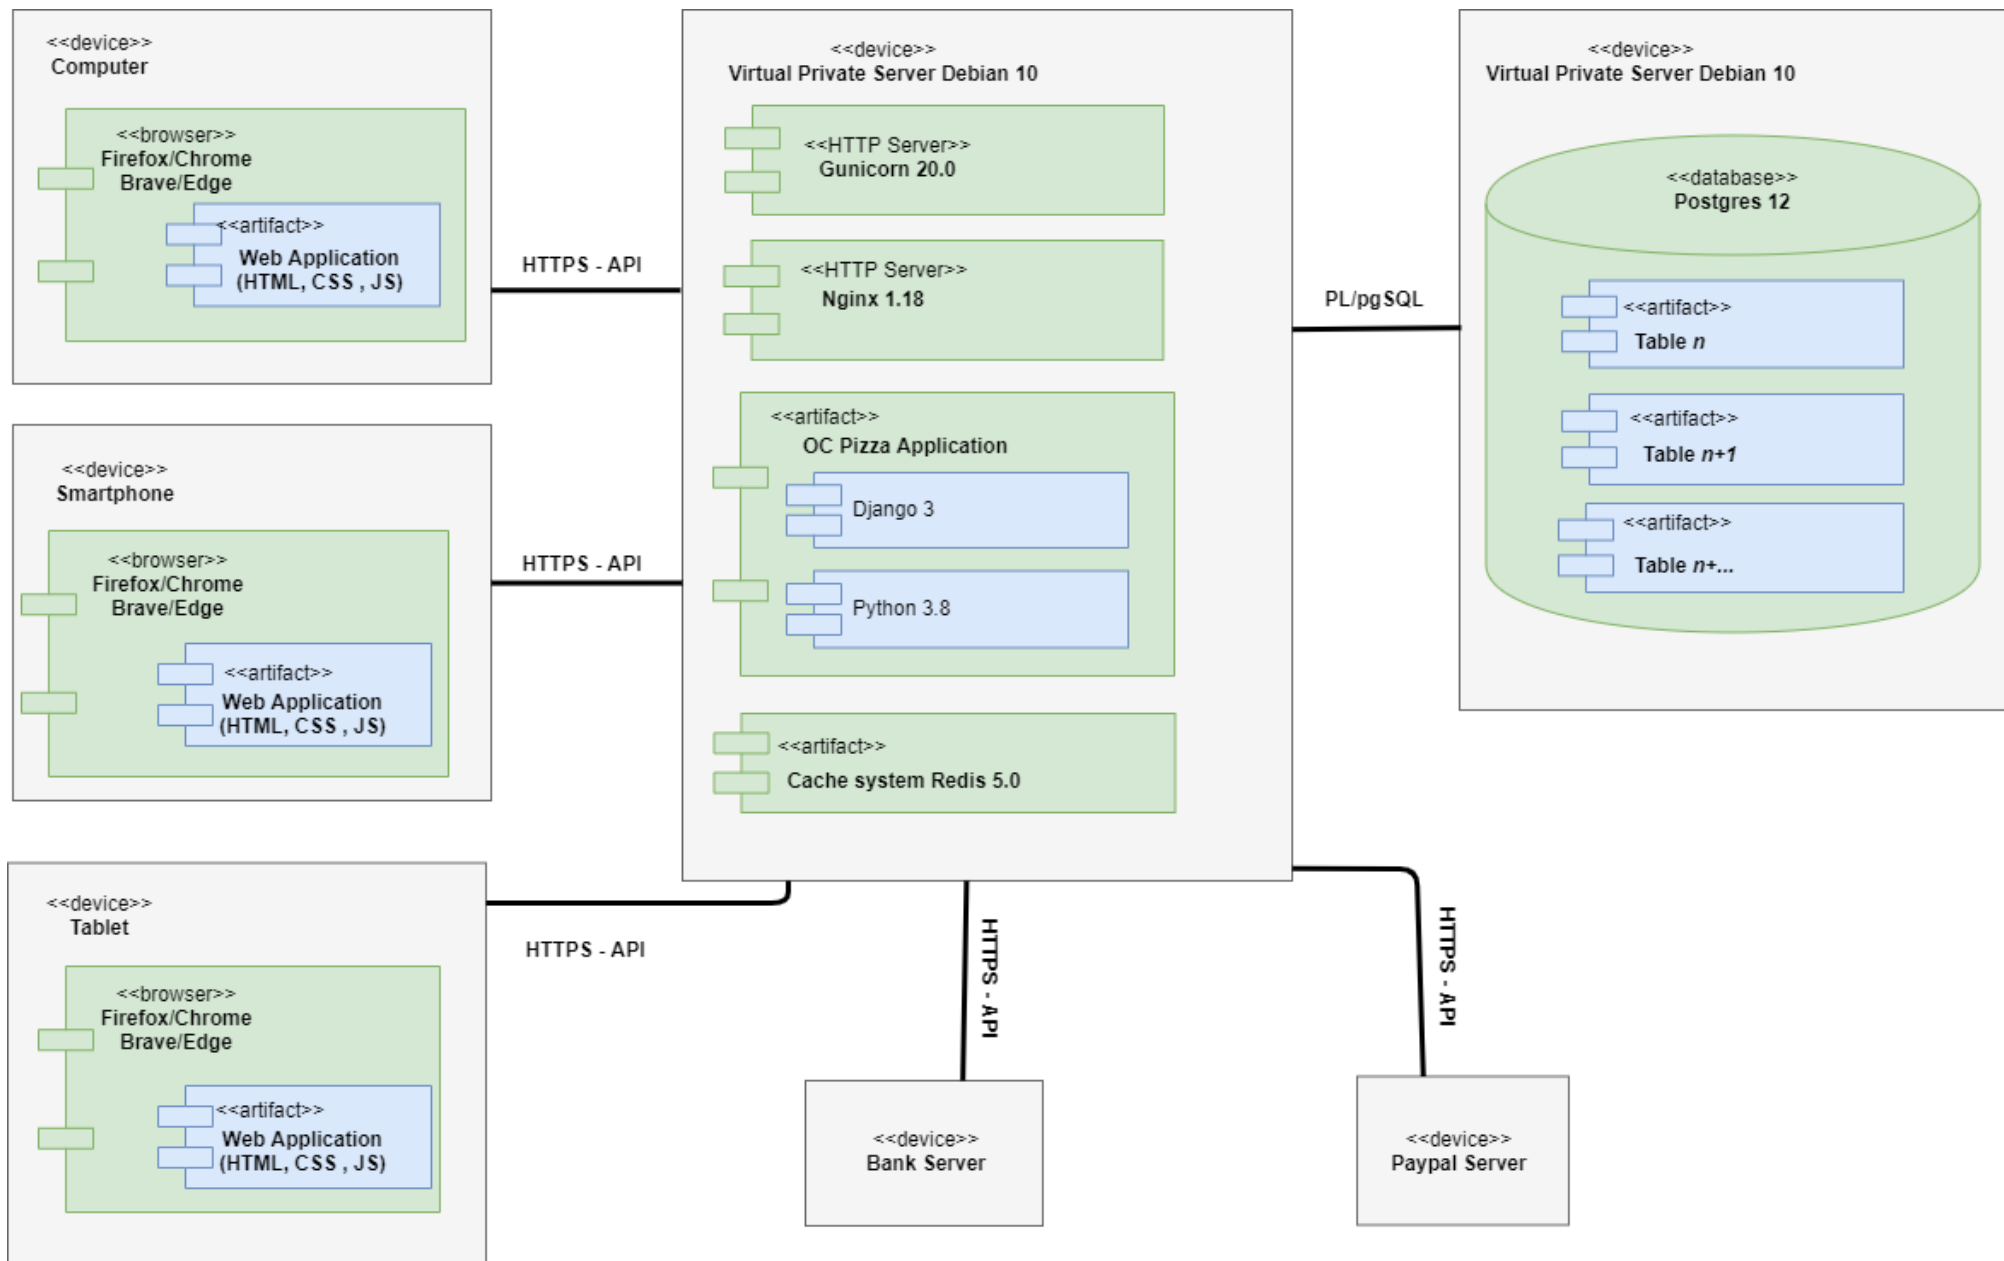 <<device>>
Computer
<<browser>>
Firefox/Chrome
Brave/Edge
<<artifact>>
Web Application
(HTML, CSS , JS)
HTTPS - API
<<device>>
Smartphone
<<browser>>
Firefox/Chrome
Brave/Edge
<<artifact>>
Web Application
(HTML, CSS , JS)
HTTPS - API
<<device>>
Tablet
<<browser>>
Firefox/Chrome
Brave/Edge
<<artifact>>
Web Application
(HTML, CSS , JS)
HTTPS - API
<<device>>
Virtual Private Server Debian 10
<<HTTP Server>>
Gunicorn 20.0
<<HTTP Server>>
Nginx 1.18
<<artifact>>
OC Pizza Application
Django 3
Python 3.8
<<artifact>>
Cache system Redis 5.0
PL/pgSQL
<<device>>
Virtual Private Server Debian 10
<<database>>
Postgres 12
<<artifact>>
Table n
<<artifact>>
Table n+1
<<artifact>>
Table n+...
HTTPS - API
<<device>>
Bank Server
HTTPS - API
<<device>>
Paypal Server